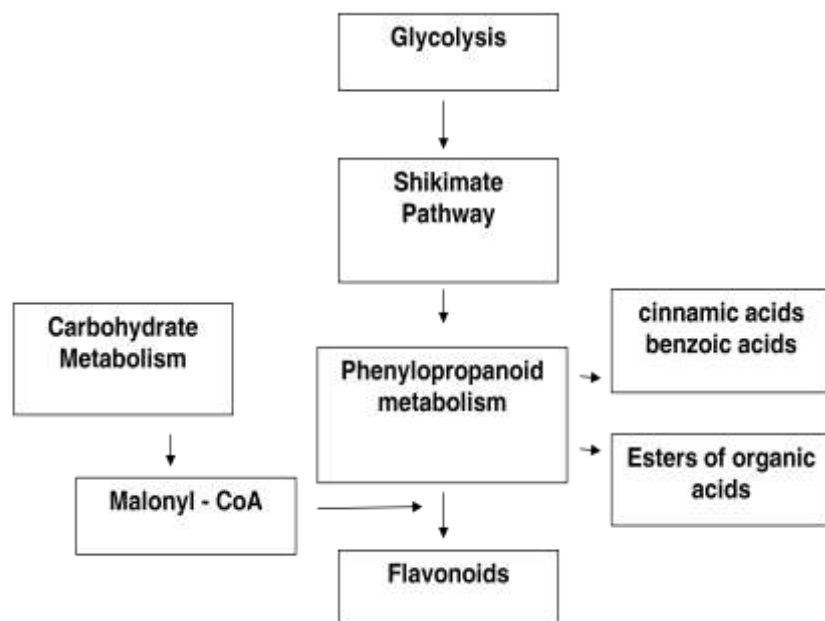 Glycolysis
Shikimate
Pathway
Carbohydrate
Metabolism
cinnamic acids
benzoic acids
Phenylopropanoid
metabolism
Esters of organic
acids
Malonyl - CoA
Flavonoids